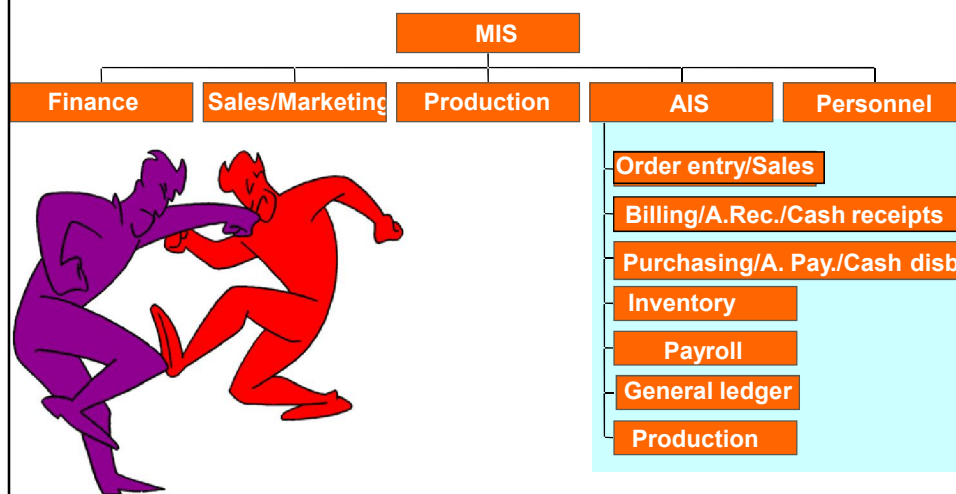 MIS
Finance
Sales/Marketing
Production
AIS
Personnel
Order entry/Sales
Billing/A.Rec./Cash receipts
Purchasing/A. Pay./Cash disb
Inventory
Payroll
General ledger
Production